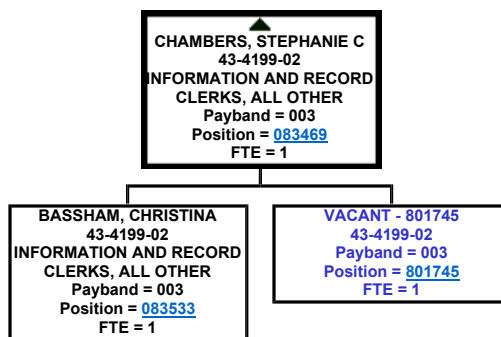 CHAMBERS, STEPHANIE C
43-4199-02
INFORMATION AND RECORD
CLERKS, ALL OTHER
Payband = 003
Position = 083469
FTE = 1
BASSHAM, CHRISTINA
43-4199-02
INFORMATION AND RECORD
CLERKS, ALL OTHER
Payband = 003
Position = 083533
FTE = 1
VACANT - 801745
43-4199-02
Payband = 003
Position = 801745
FTE = 1